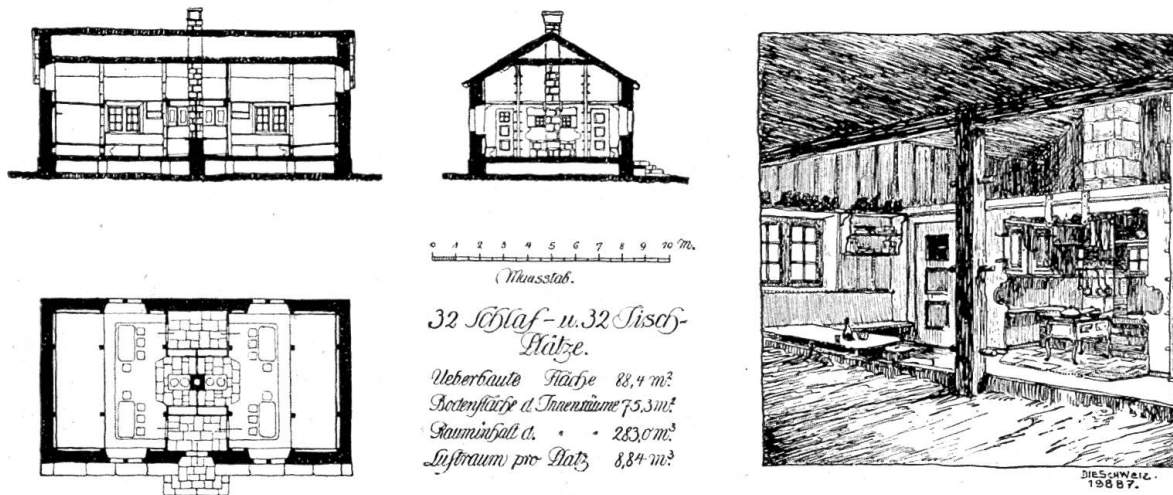 0 1 2 3 4 5 6 7 8 9 10 M.
Maasstab.
32 Schlaf- u. 32 Tisch-
Plätze.
Ueberbaute Fläche 88,4 m²
Bodenfläche d. Innenräume 75,3 m²
Rauminhalt d. " " 283,0 m³
Luftraum pro Platz 8,84 m³
DIE SCHWEIZ.
19887.